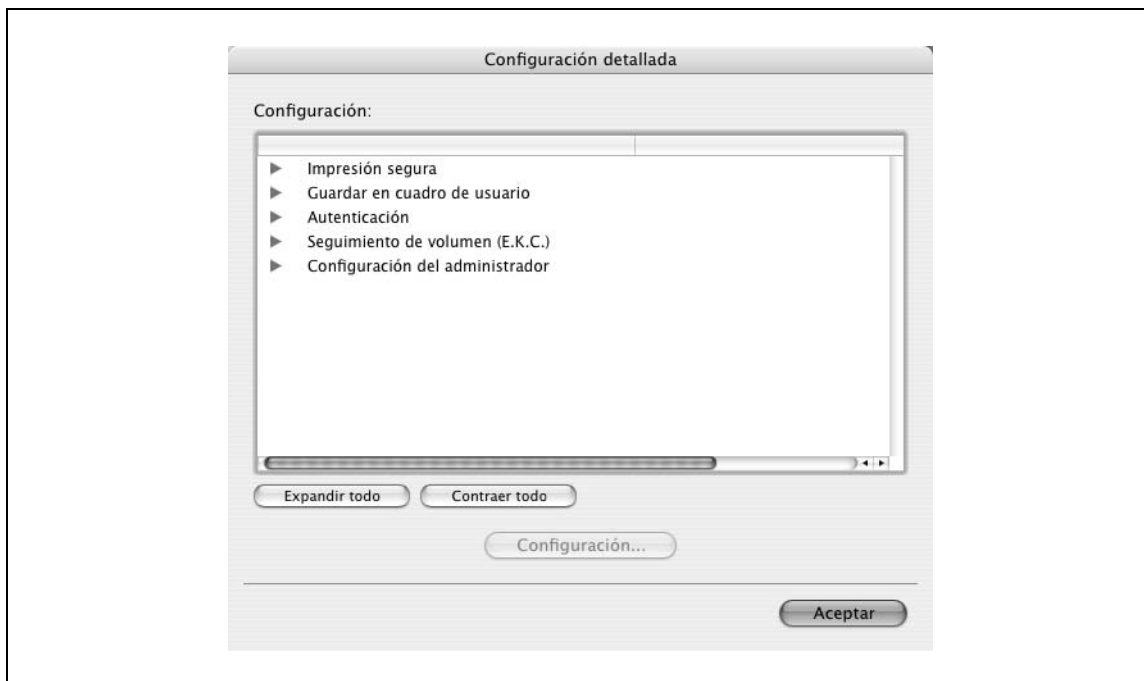 Configuración detallada
Configuración:
Impresión segura
Guardar en cuadro de usuario
Autenticación
Seguimiento de volumen (E.K.C.)
Configuración del administrador
Expandir todo
Contraer todo
Configuración...
Aceptar